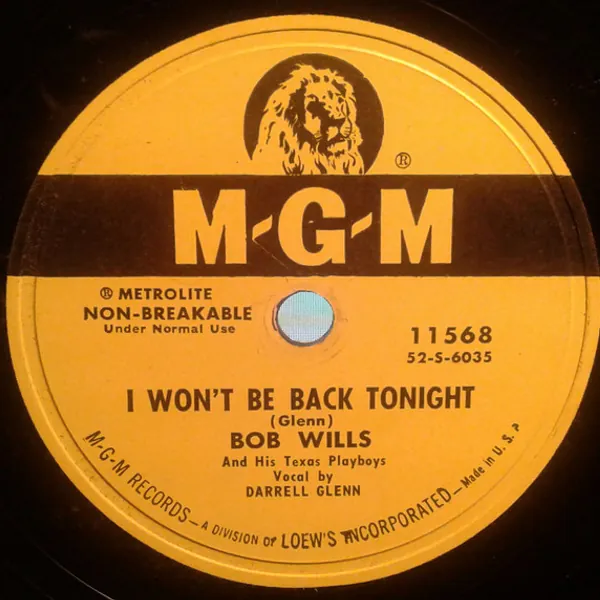 ®
M-G-M
® METROLITE
NON-BREAKABLE
Under Normal Use
11568
52-S-6035
I WON'T BE BACK TONIGHT
(Glenn)
BOB WILLS
And His Texas Playboys
Vocal by
DARRELL GLENN
M-G-M RECORDS—A DIVISION OF LOEW'S INCORPORATED—Made in U. S. A